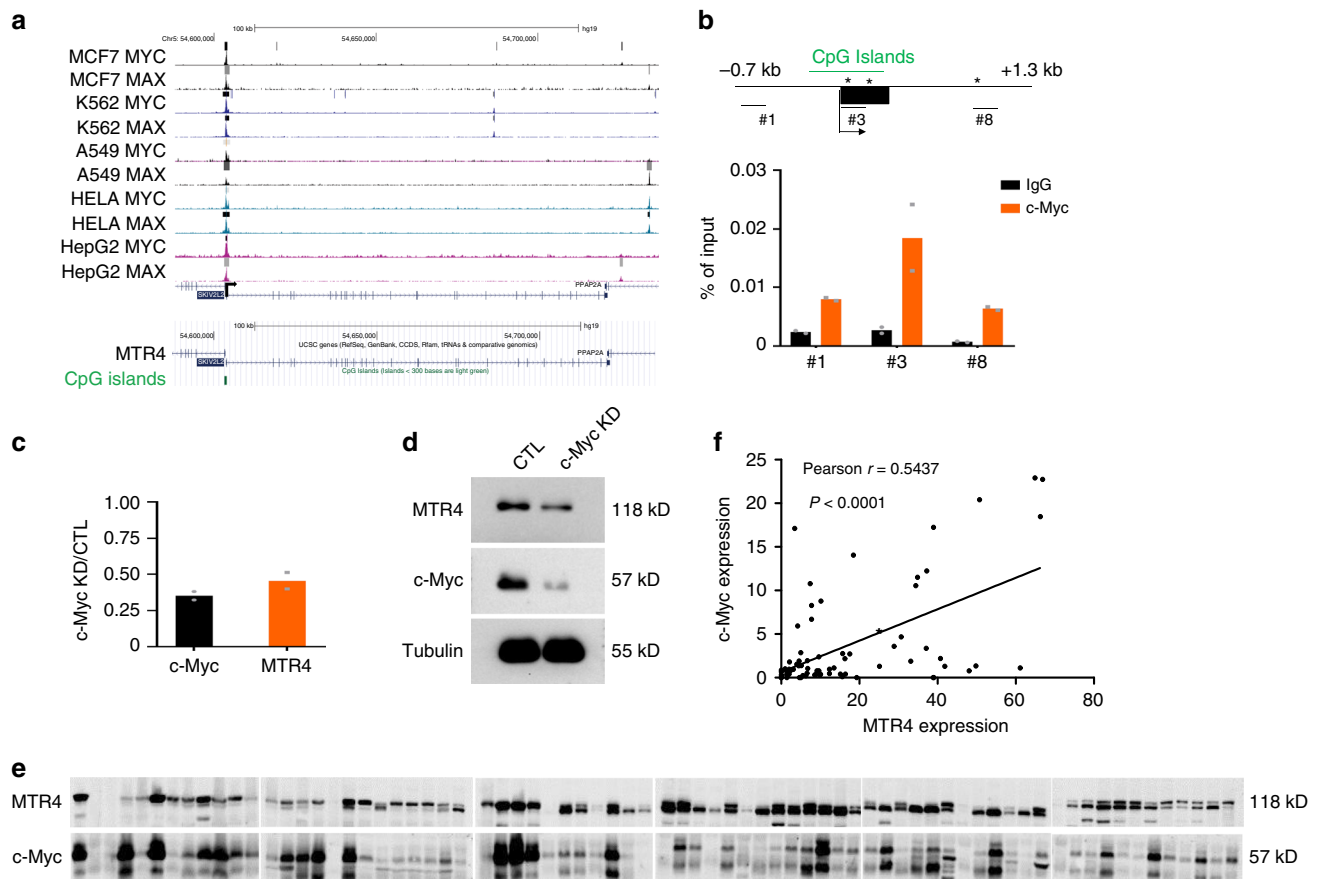 a
100 kb
hg19
Chr5: 54,600,000
54,650,000
54,700,000
MCF7 MYC
MCF7 MAX
K562 MYC
K562 MAX
A549 MYC
A549 MAX
HELA MYC
HELA MAX
HepG2 MYC
HepG2 MAX
PPAP2A
SKIV2L2
100 kb
hg19
54,600,000
54,650,000
54,700,000
UCSC genes (RefSeq, GenBank, CCDS, Rfam, tRNAs & comparative genomics)
MTR4
PPAP2A
SKIV2L2
CpG Islands (Islands < 300 bases are light green)
CpG islands
b
CpG Islands
−0.7 kb
* *
*
+1.3 kb
#1
#3
#8
% of input
0.03
0.02
0.01
0
IgG
c-Myc
#1
#3
#8
c
c-Myc KD/CTL
1.00
0.75
0.50
0.25
0
c-Myc
MTR4
d
CTL
c-Myc KD
MTR4
118 kD
c-Myc
57 kD
Tubulin
55 kD
f
Pearson r = 0.5437
P < 0.0001
c-Myc expression
25
20
15
10
5
0
0
20
40
60
80
MTR4 expression
e
MTR4
118 kD
c-Myc
57 kD